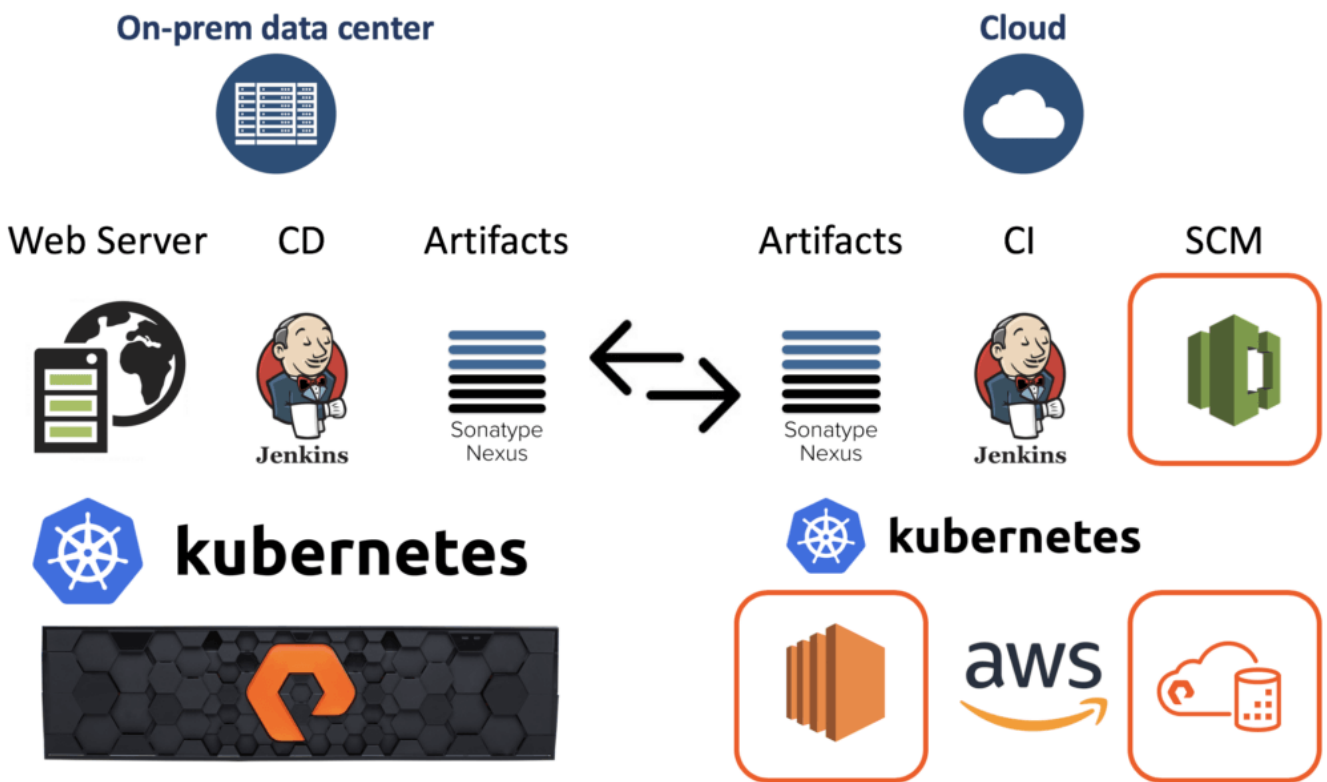 On-prem data center
Cloud
Web Server
CD
Artifacts
Artifacts
CI
SCM
Jenkins
Sonatype
Nexus
Sonatype
Nexus
Jenkins
kubernetes
kubernetes
aws